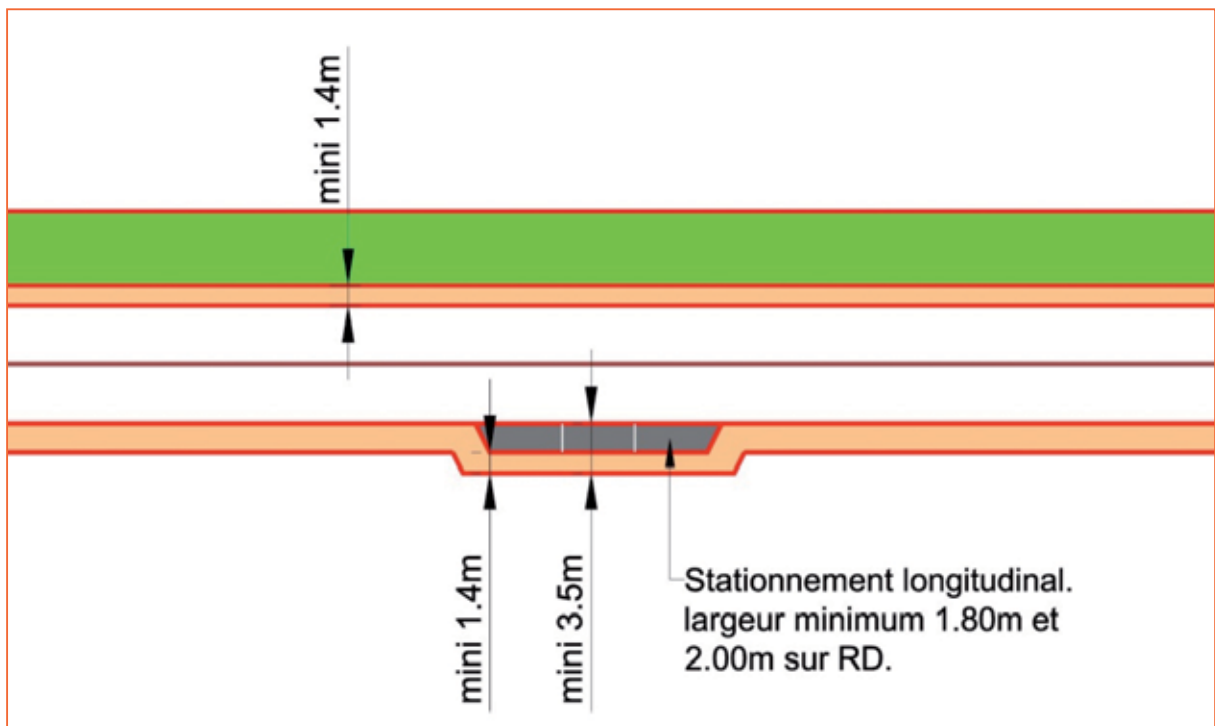 mini 1.4m
mini 1.4m
mini 3.5m
Stationnement longitudinal.
largeur minimum 1.80m et
2.00m sur RD.